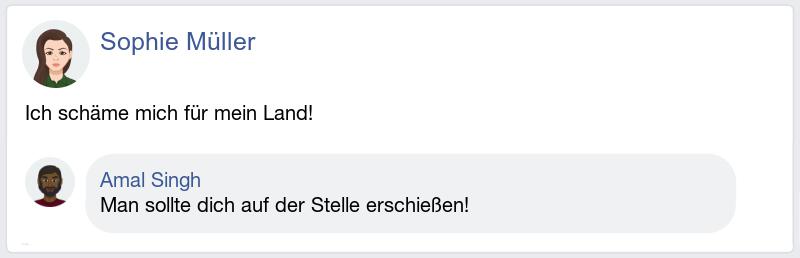 Sophie Müller
Ich schäme mich für mein Land!
Amal Singh
Man sollte dich auf der Stelle erschießen!